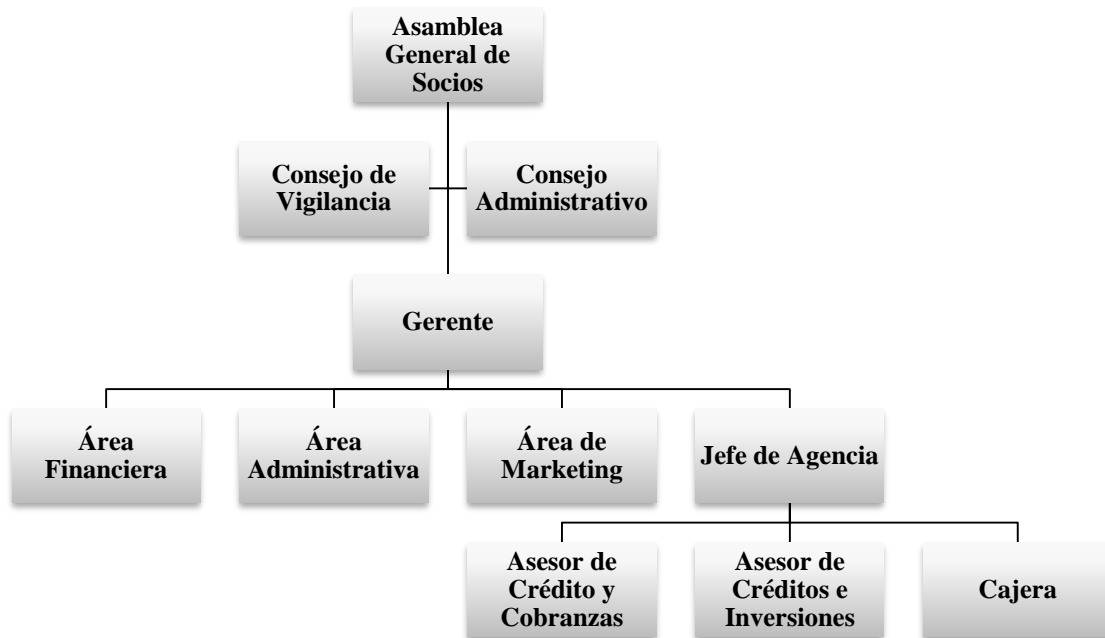 Asamblea
General de
Socios
Consejo de
Vigilancia
Consejo
Administrativo
Gerente
Área
Financiera
Área
Administrativa
Área de
Marketing
Jefe de Agencia
Asesor de
Crédito y
Cobranzas
Asesor de
Créditos e
Inversiones
Cajera